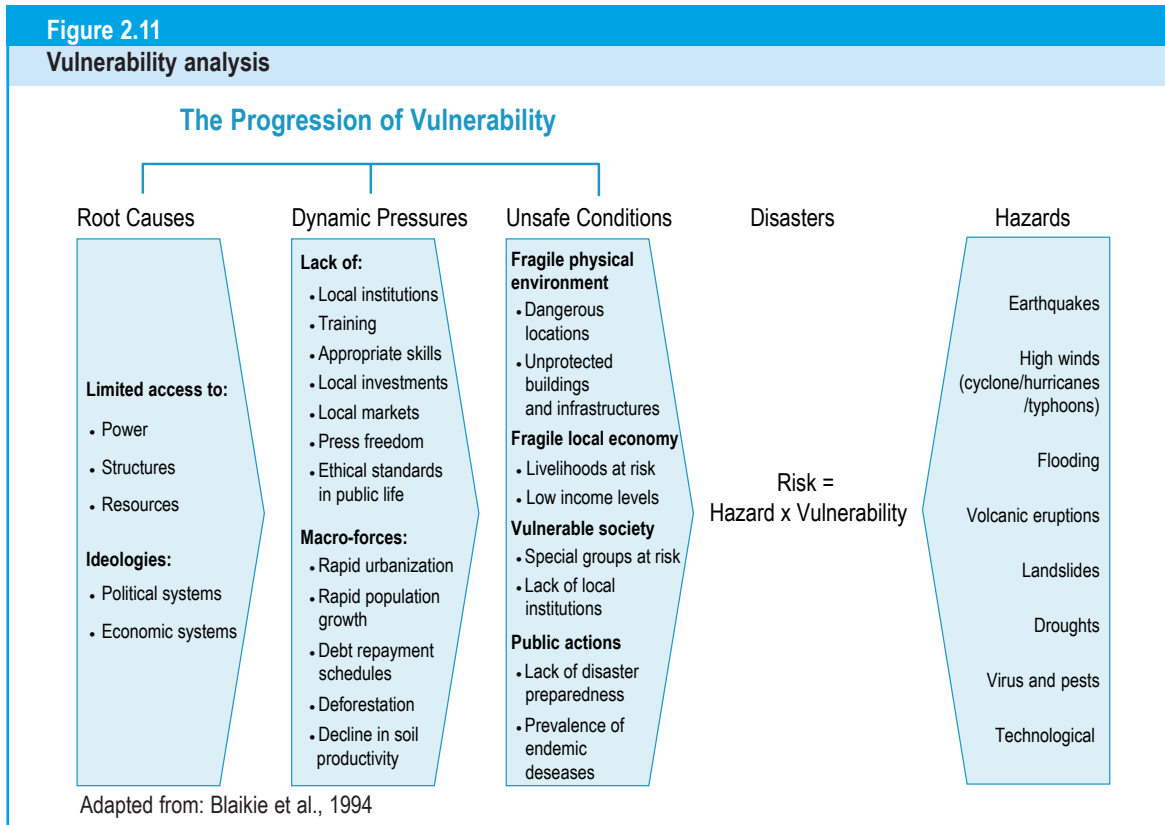 Figure 2.11
Vulnerability analysis
The Progression of Vulnerability
Root Causes
Limited access to:
• Power
• Structures
• Resources
Ideologies:
• Political systems
• Economic systems
Dynamic Pressures
Lack of:
• Local institutions
• Training
• Appropriate skills
• Local investments
• Local markets
• Press freedom
• Ethical standards
in public life
Macro-forces:
• Rapid urbanization
• Rapid population
growth
• Debt repayment
schedules
• Deforestation
• Decline in soil
productivity
Unsafe Conditions
Fragile physical
environment
• Dangerous
locations
• Unprotected
buildings
and infrastructures
Fragile local economy
• Livelihoods at risk
• Low income levels
Vulnerable society
• Special groups at risk
• Lack of local
institutions
Public actions
• Lack of disaster
preparedness
• Prevalence of
endemic
deseases
Disasters
Risk =
Hazard x Vulnerability
Hazards
Earthquakes
High winds
(cyclone/hurricanes
/typhoons)
Flooding
Volcanic eruptions
Landslides
Droughts
Virus and pests
Technological
Adapted from: Blaikie et al., 1994